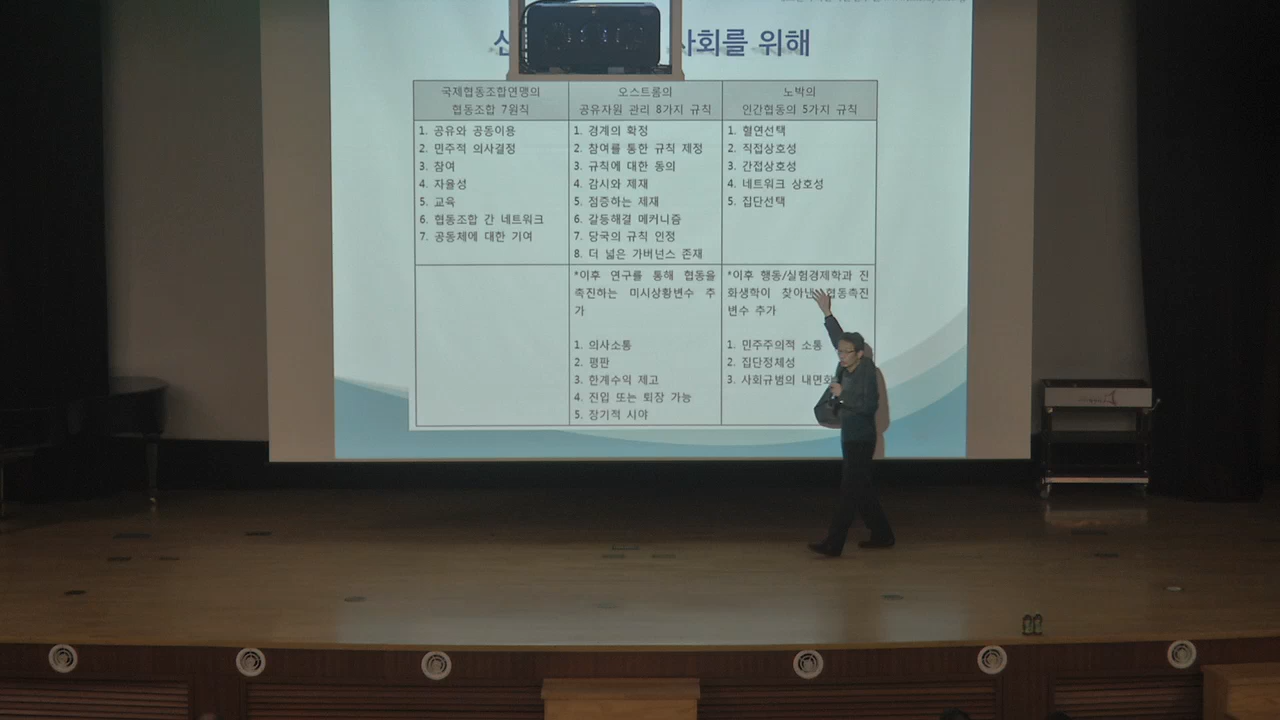 사회를 위해
국제협동조합연맹의
협동조합 7원칙
오스트롬의
공유자원 관리 8가지 규칙
노박의
인간협동의 5가지 규칙
1. 공유와 공동이용
2. 민주적 의사결정
3. 참여
4. 자율성
5. 교육
6. 협동조합 간 네트워크
7. 공동체에 대한 기여
1. 경계의 확정
2. 참여를 통한 규칙 제정
3. 규칙에 대한 동의
4. 감시와 제재
5. 점증하는 제재
6. 갈등해결 메커니즘
7. 당국의 규칙 인정
8. 더 넓은 가버넌스 존재
1. 혈연선택
2. 직접상호성
3. 간접상호성
4. 네트워크 상호성
5. 집단선택
*이후 연구를 통해 협동을
촉진하는 미시상황변수 추
가
1. 의사소통
2. 평판
3. 한계수익 제고
4. 진입 또는 퇴장 가능
5. 장기적 시야
*이후 행동/실험경제학과 진
화생학이 찾아낸 협동촉진
변수 추가
1. 민주주의적 소통
2. 집단정체성
3. 사회규범의 내면화